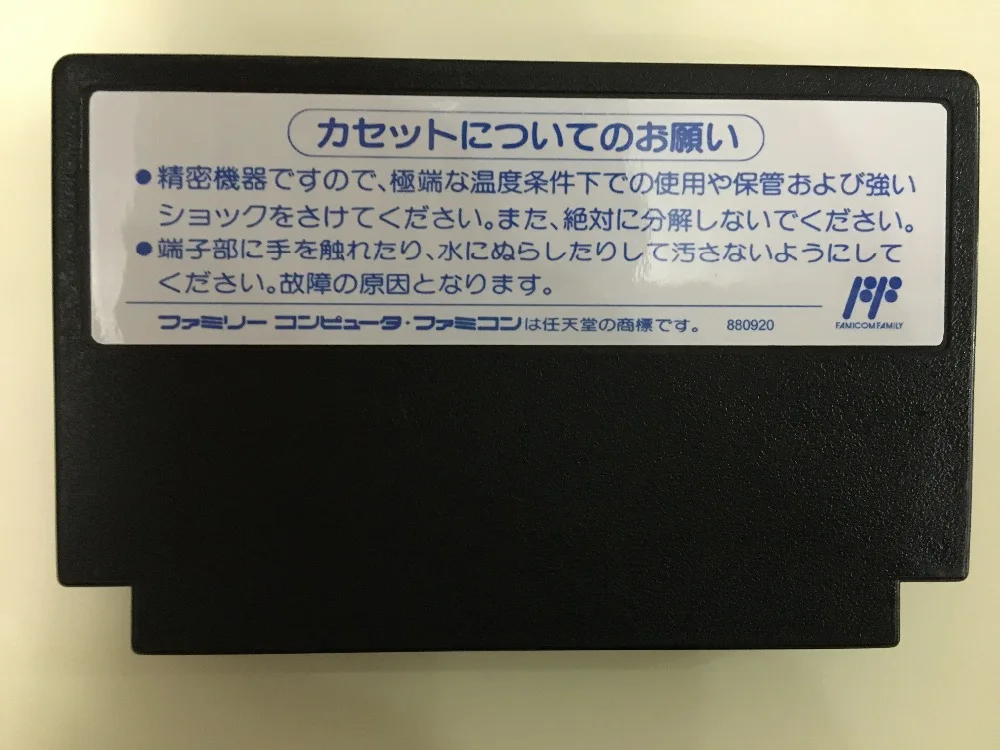 カセットについてのお願い
●精密機器ですので、極端な温度条件下での使用や保管および強い
ショックをさけてください。また、絶対に分解しないでください。
●端子部に手を触れたり、水にぬらしたりして汚さないようにして
ください。故障の原因となります。
ファミリー コンピュータ・ファミコンは任天堂の商標です。 880920
FAMICOM FAMILY